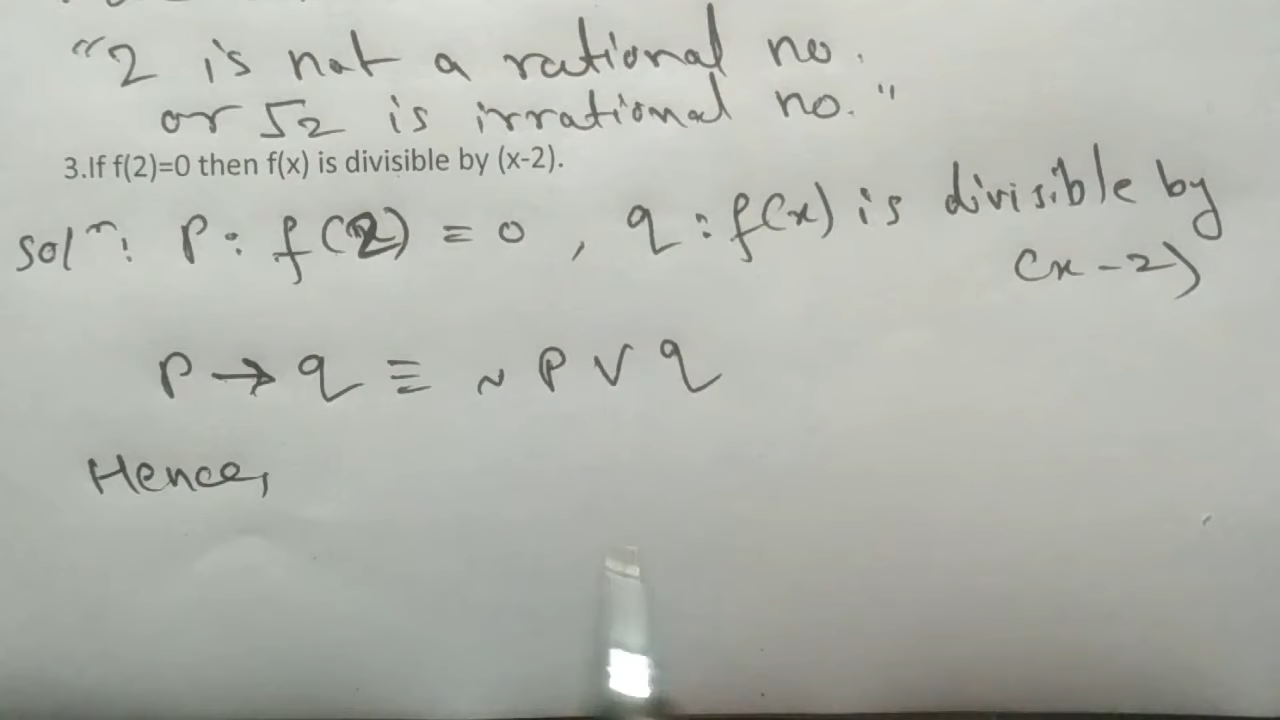 "2 is not a rational no.
or √2 is irrational no."
3.If f(2)=0 then f(x) is divisible by (x-2).
Solⁿ: P: f(2) = 0 , q : f(x) is divisible by
(x-2)
P → q ≡ ~ P ∨ q
Hence,